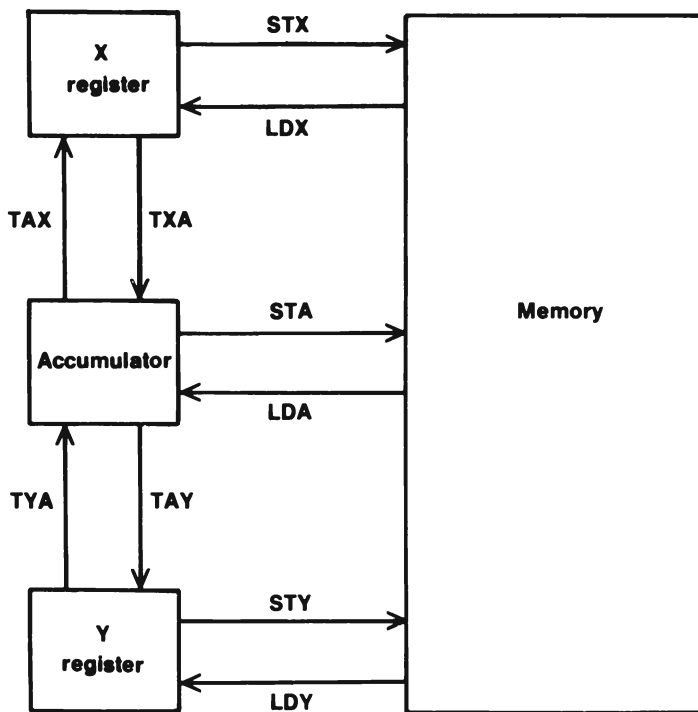 STX
X
register
LDX
TAX
TXA
STA
Memory
Accumulator
LDA
TYA
TAY
STY
Y
register
LDY